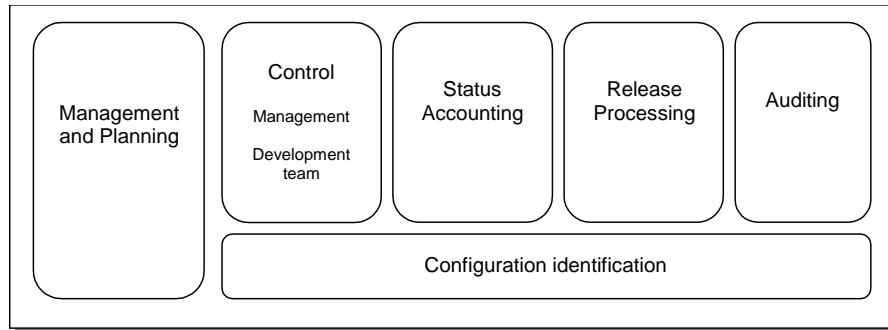 Management
and Planning
Control
Management
Development
team
Status
Accounting
Release
Processing
Auditing
Configuration identification